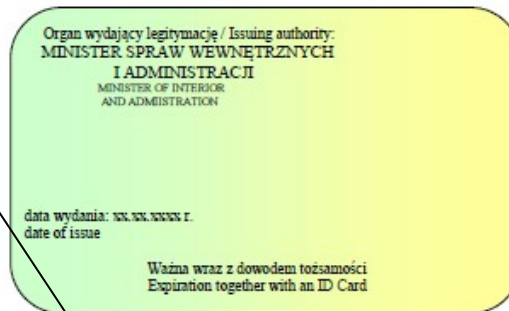 Organ wydający legitymację / Issuing authority:
MINISTER SPRAW WEWNĘTRZNYCH
I ADMINISTRACJI
MINISTER OF INTERIOR
AND ADMIISTRATION
data wydania: xx.xx.xxxx r.
date of issue
Ważna wraz z dowodem tożsamości
Expiration together with an ID Card